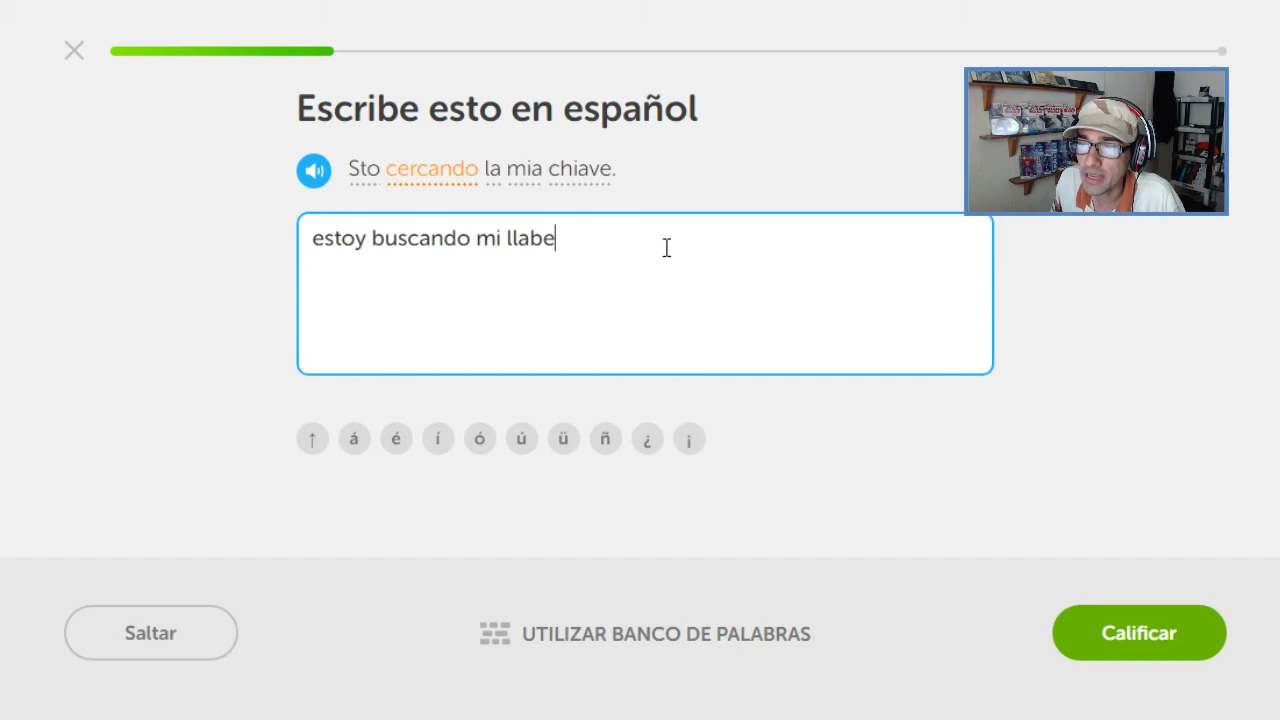 Escribe esto en español
Sto cercando la mia chiave.
estoy buscando mi llabe
↑ á é í ó ú ü ñ ¿ ¡
Saltar
UTILIZAR BANCO DE PALABRAS
Calificar